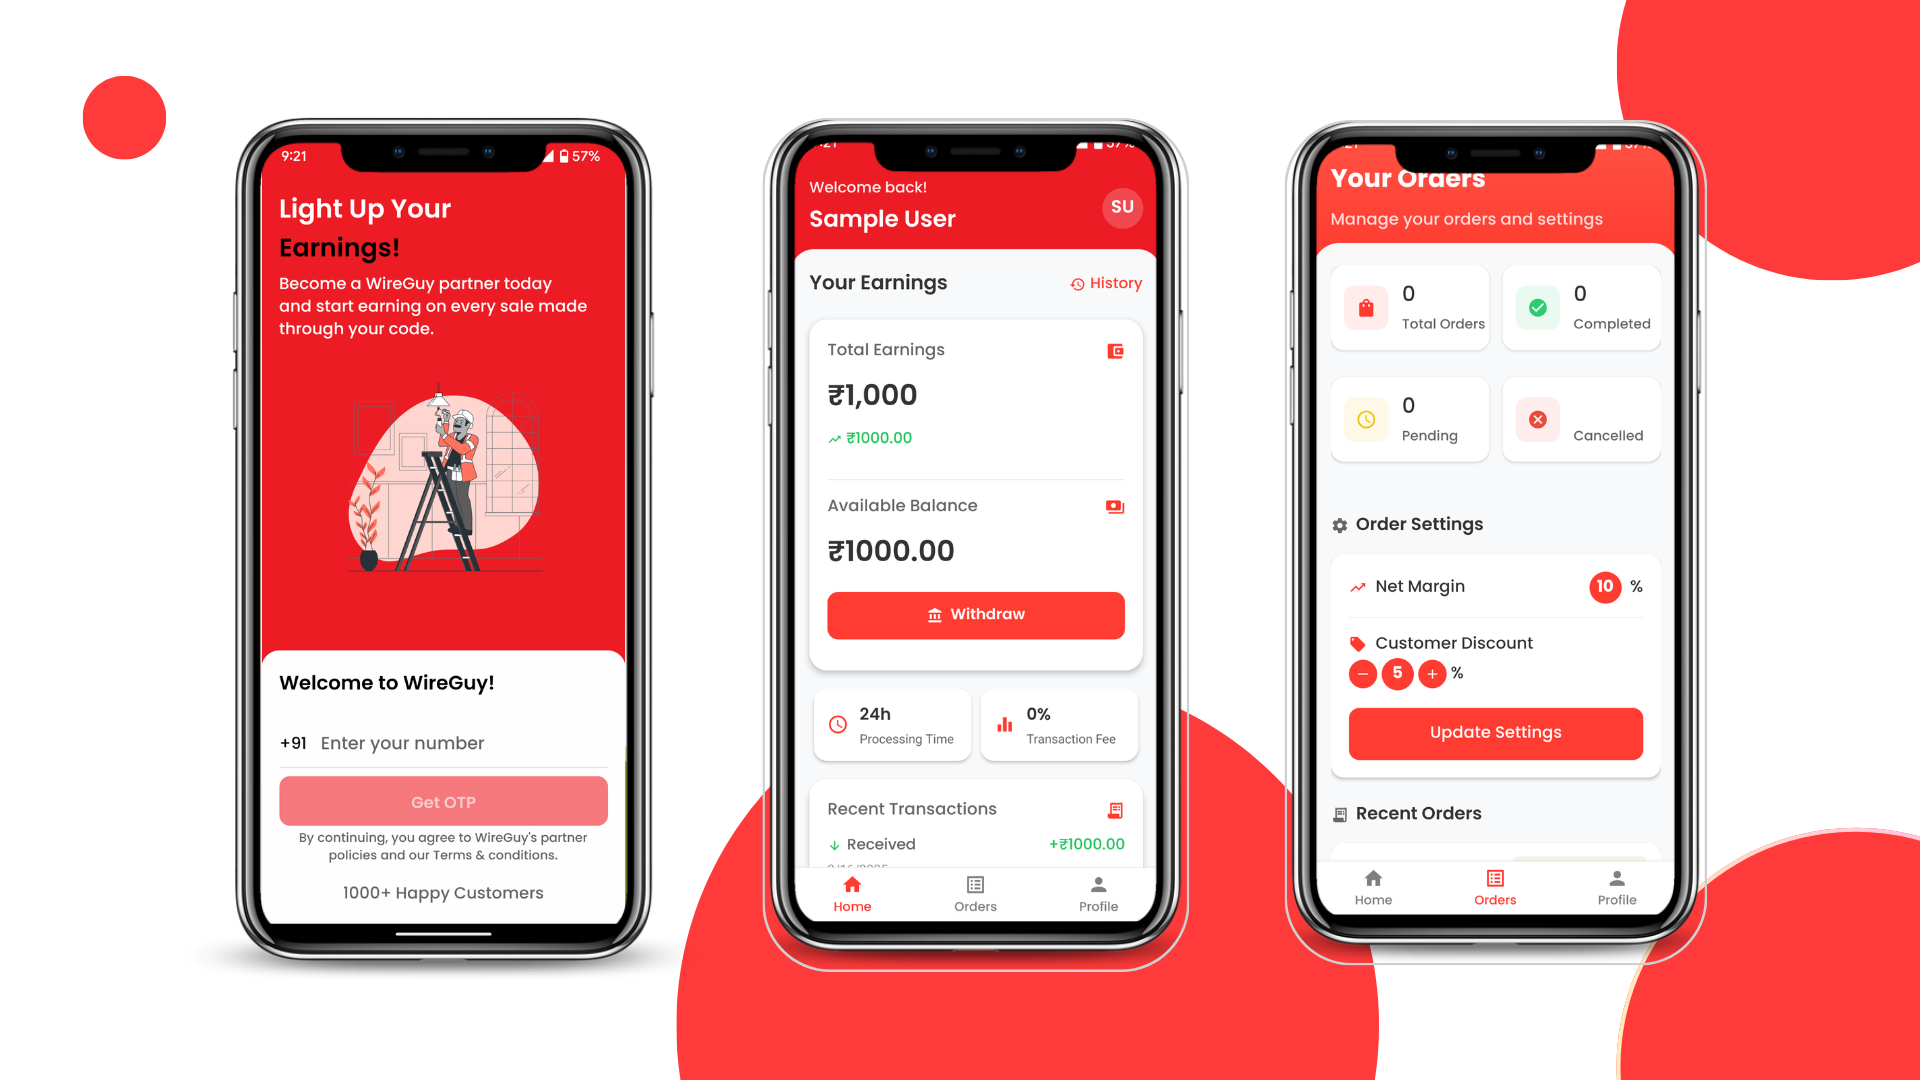 9:21
57%
Light Up Your
Earnings!
Become a WireGuy partner today
and start earning on every sale made
through your code.
Welcome to WireGuy!
+91 Enter your number
Get OTP
By continuing, you agree to WireGuy's partner
policies and our Terms & conditions.
1000+ Happy Customers
Welcome back!
Sample User
SU
Your Earnings
History
Total Earnings
₹1,000
₹1000.00
Available Balance
₹1000.00
Withdraw
24h
Processing Time
0%
Transaction Fee
Recent Transactions
Received
+₹1000.00
Home
Orders
Profile
Your Orders
Manage your orders and settings
0
Total Orders
0
Completed
0
Pending
Cancelled
Order Settings
Net Margin
10 %
Customer Discount
− 5 + %
Update Settings
Recent Orders
Home
Orders
Profile